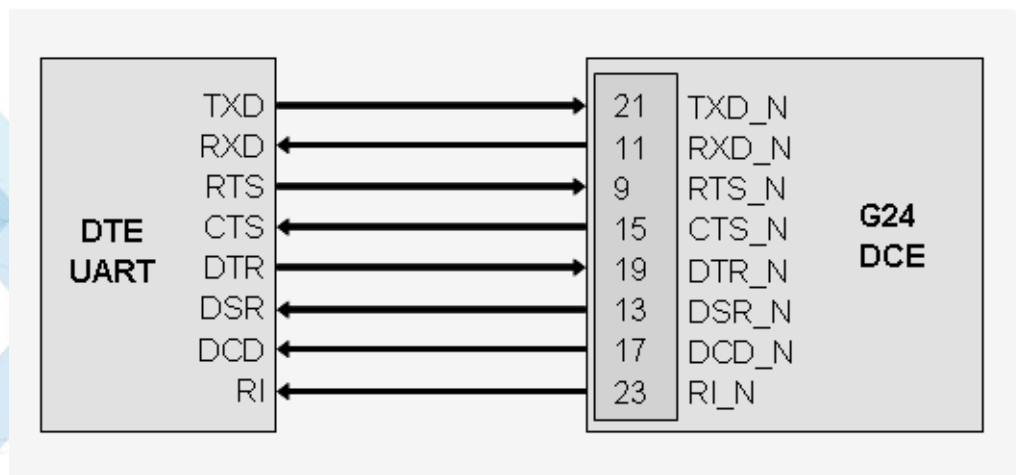 TXD 21 TXD_N
RXD 11 RXD_N
RTS 9 RTS_N
CTS 15 CTS_N
DTR 19 DTR_N
DSR 13 DSR_N
DCD 17 DCD_N
RI 23 RI_N
DTE
UART
G24
DCE